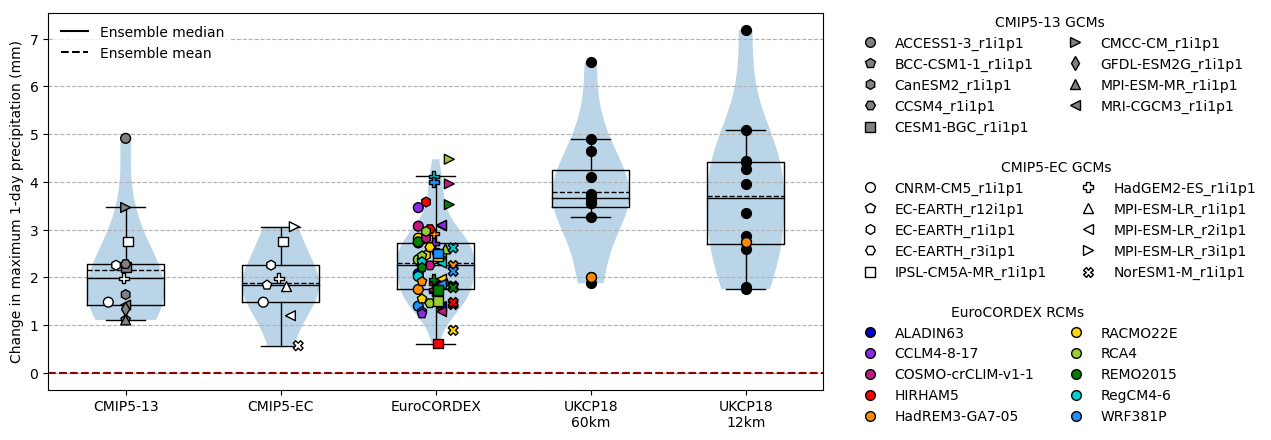 Change in maximum 1-day precipitation (mm)
7
6
5
4
3
2
1
0
Ensemble median
Ensemble mean
CMIP5-13
CMIP5-EC
EuroCORDEX
UKCP18
60km
UKCP18
12km
CMIP5-13 GCMs
ACCESS1-3_r1i1p1
BCC-CSM1-1_r1i1p1
CanESM2_r1i1p1
CCSM4_r1i1p1
CESM1-BGC_r1i1p1
CMCC-CM_r1i1p1
GFDL-ESM2G_r1i1p1
MPI-ESM-MR_r1i1p1
MRI-CGCM3_r1i1p1
CMIP5-EC GCMs
CNRM-CM5_r1i1p1
EC-EARTH_r12i1p1
EC-EARTH_r1i1p1
EC-EARTH_r3i1p1
IPSL-CM5A-MR_r1i1p1
HadGEM2-ES_r1i1p1
MPI-ESM-LR_r1i1p1
MPI-ESM-LR_r2i1p1
MPI-ESM-LR_r3i1p1
NorESM1-M_r1i1p1
EuroCORDEX RCMs
ALADIN63
CCLM4-8-17
COSMO-crCLIM-v1-1
HIRHAM5
HadREM3-GA7-05
RACMO22E
RCA4
REMO2015
RegCM4-6
WRF381P